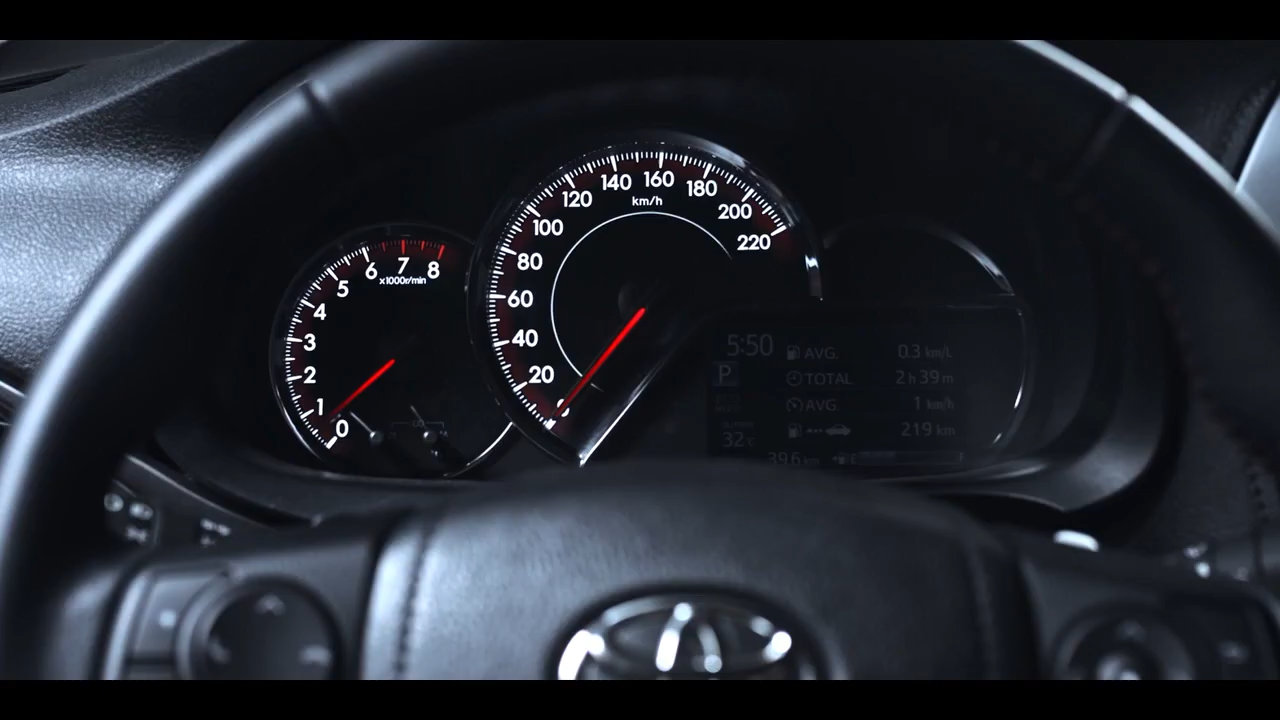 0
1
2
3
4
5
6
7
8
x1000r/min
20
40
60
80
100
120
140
160
180
200
220
km/h
5:50
P
AVG. 0.3 km/L
TOTAL 2 h 39 m
AVG. 1 km/h
219 km
32
396 km E F